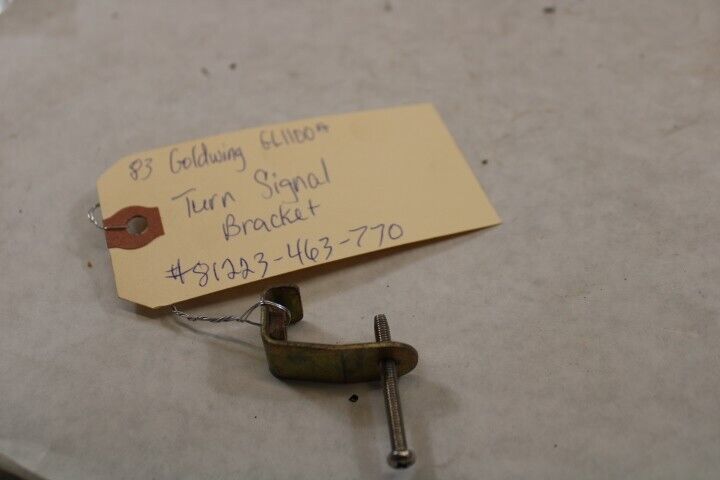 83 Goldwing GL1100A
Turn Signal
Bracket
#81223-463-770